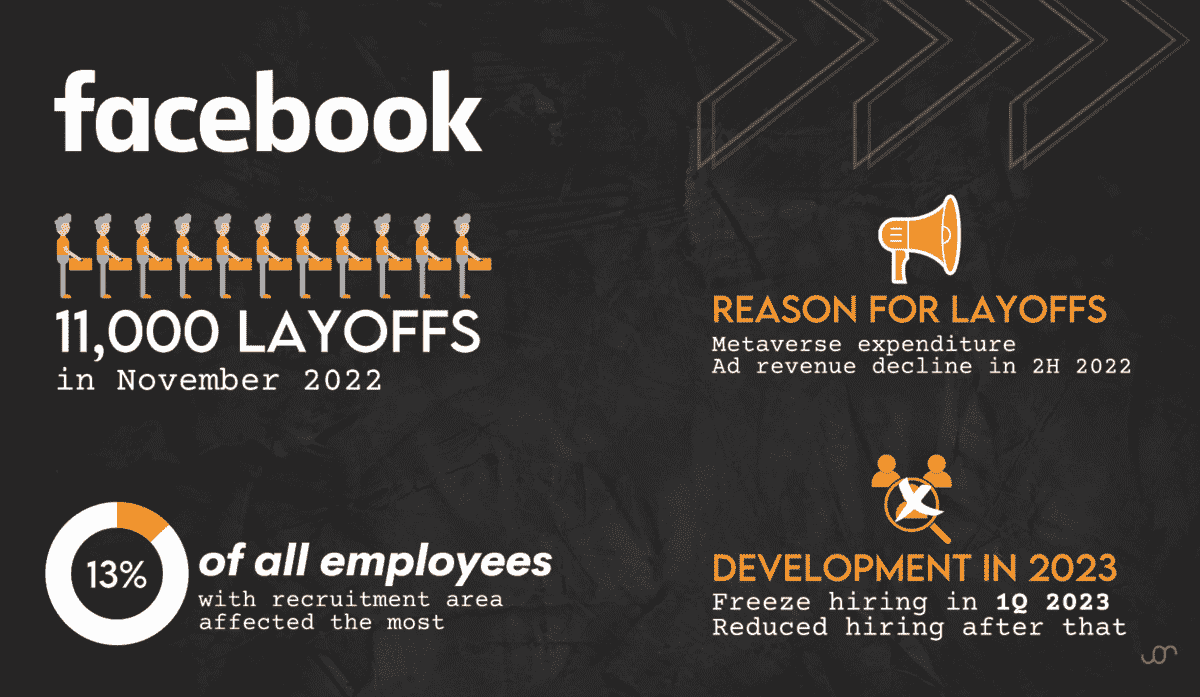 facebook
11,000 LAYOFFS
in November 2022
13%
of all employees
with recruitment area
affected the most
REASON FOR LAYOFFS
Metaverse expenditure
Ad revenue decline in 2H 2022
DEVELOPMENT IN 2023
Freeze hiring in 1Q 2023
Reduced hiring after that